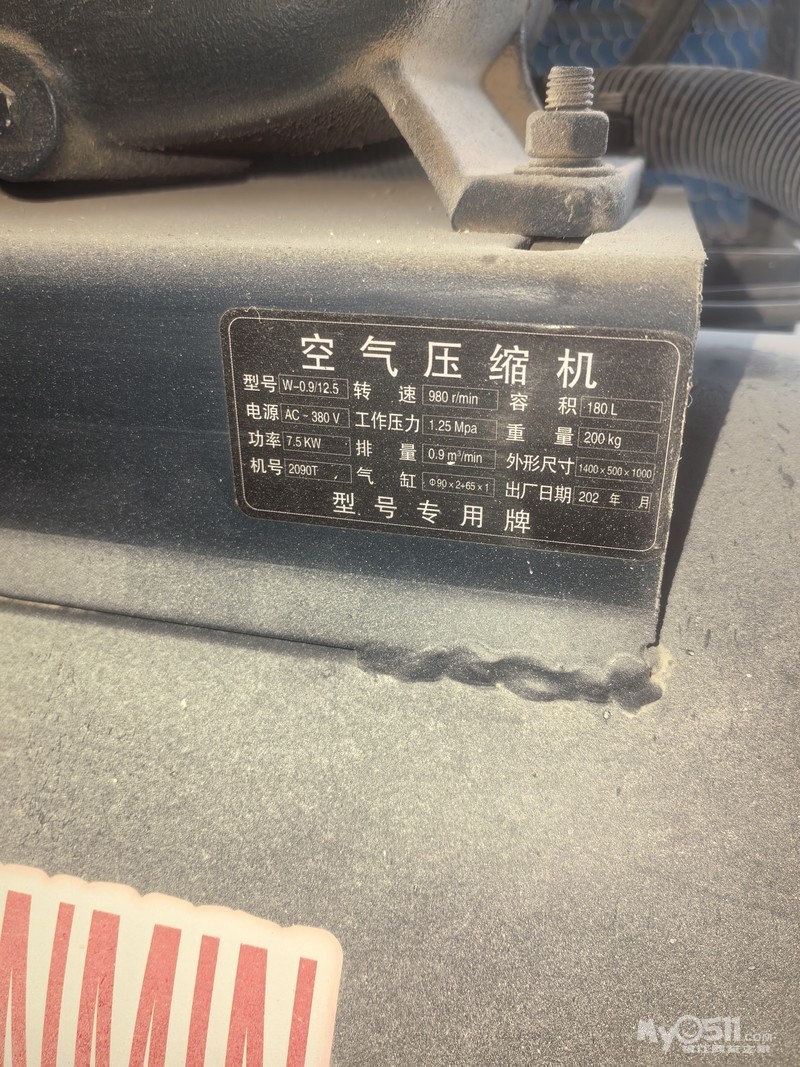 空气压缩机
型号 W-0.9/12.5 转速 980 r/min 容积 180 L
电源 AC~380 V 工作压力 1.25 Mpa 重量 200 kg
功率 7.5 KW 排量 0.9 m³/min 外形尺寸 1400×500×1000
机号 2090T 气缸 Φ90×2+65×1 出厂日期 202 年 月
型号专用牌
My0511.com